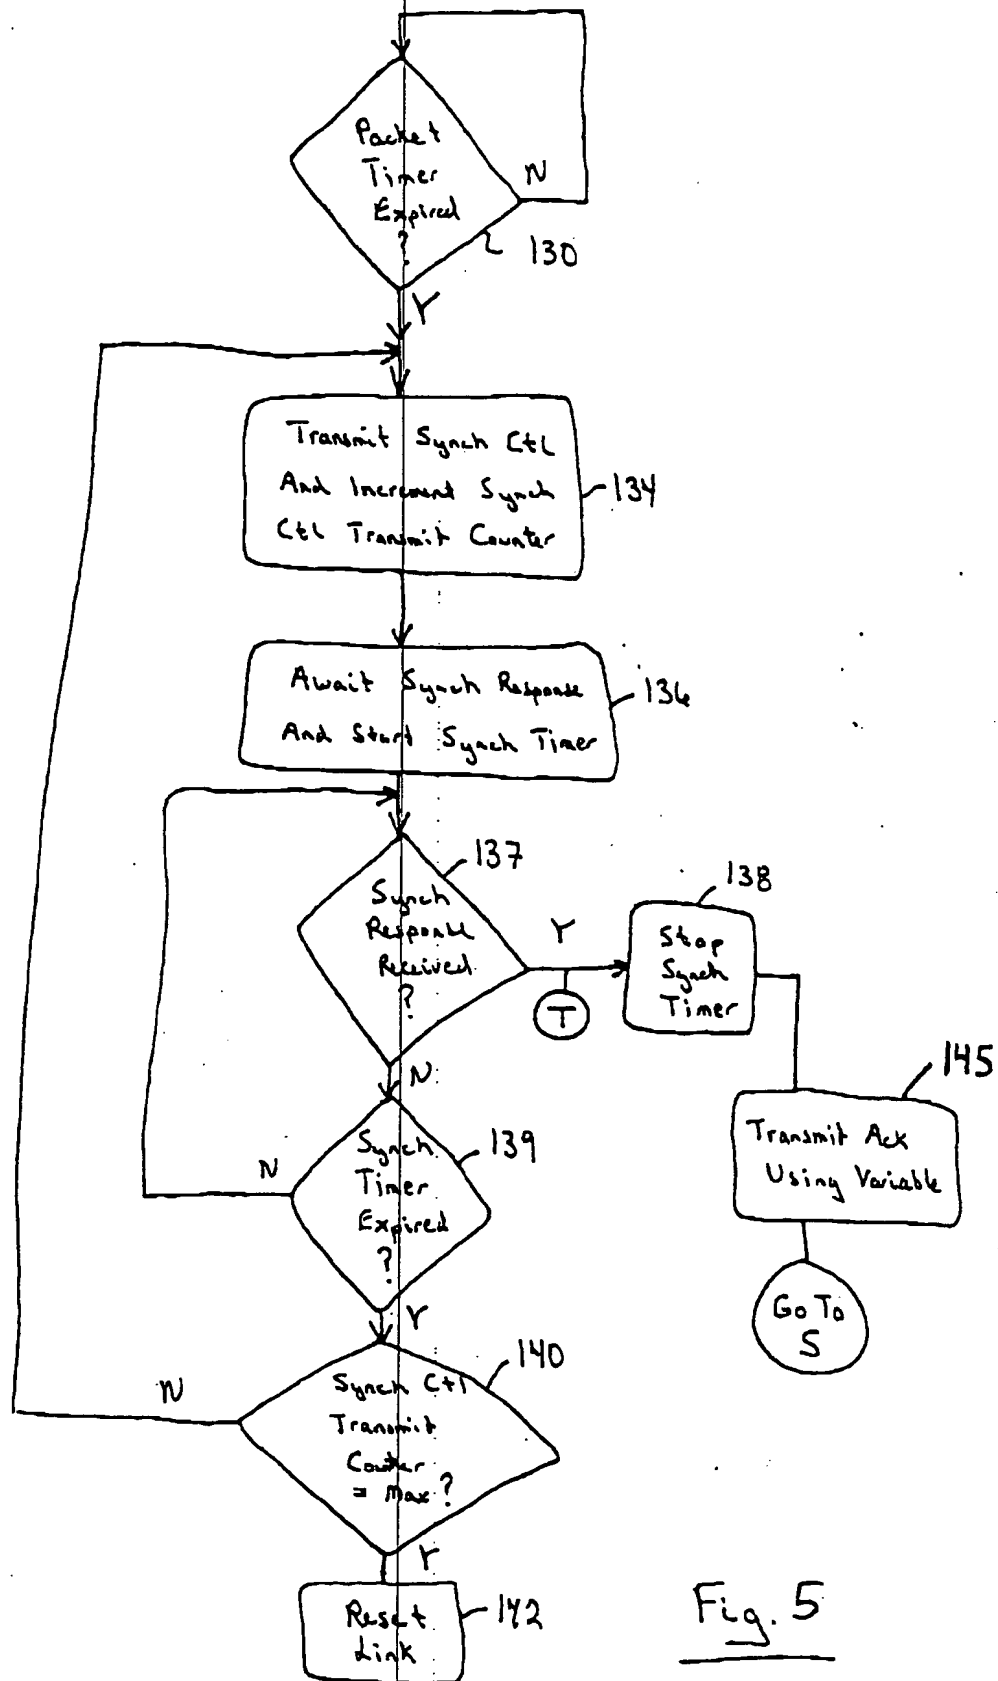 Packet
Timer
Expired
?
N
130
Y
Transmit Synch Ctl
And Increment Synch
Ctl Transmit Counter
134
Await Synch Response
And Start Synch Timer
136
137
Synch
Response
Received
?
Y
T
138
Stop
Synch
Timer
N
145
Transmit Ack
Using Variable
Go To
S
139
Synch
Timer
Expired
?
N
Y
140
Synch Ctl
Transmit
Counter
= Max ?
N
Y
Reset
Link
142
Fig. 5